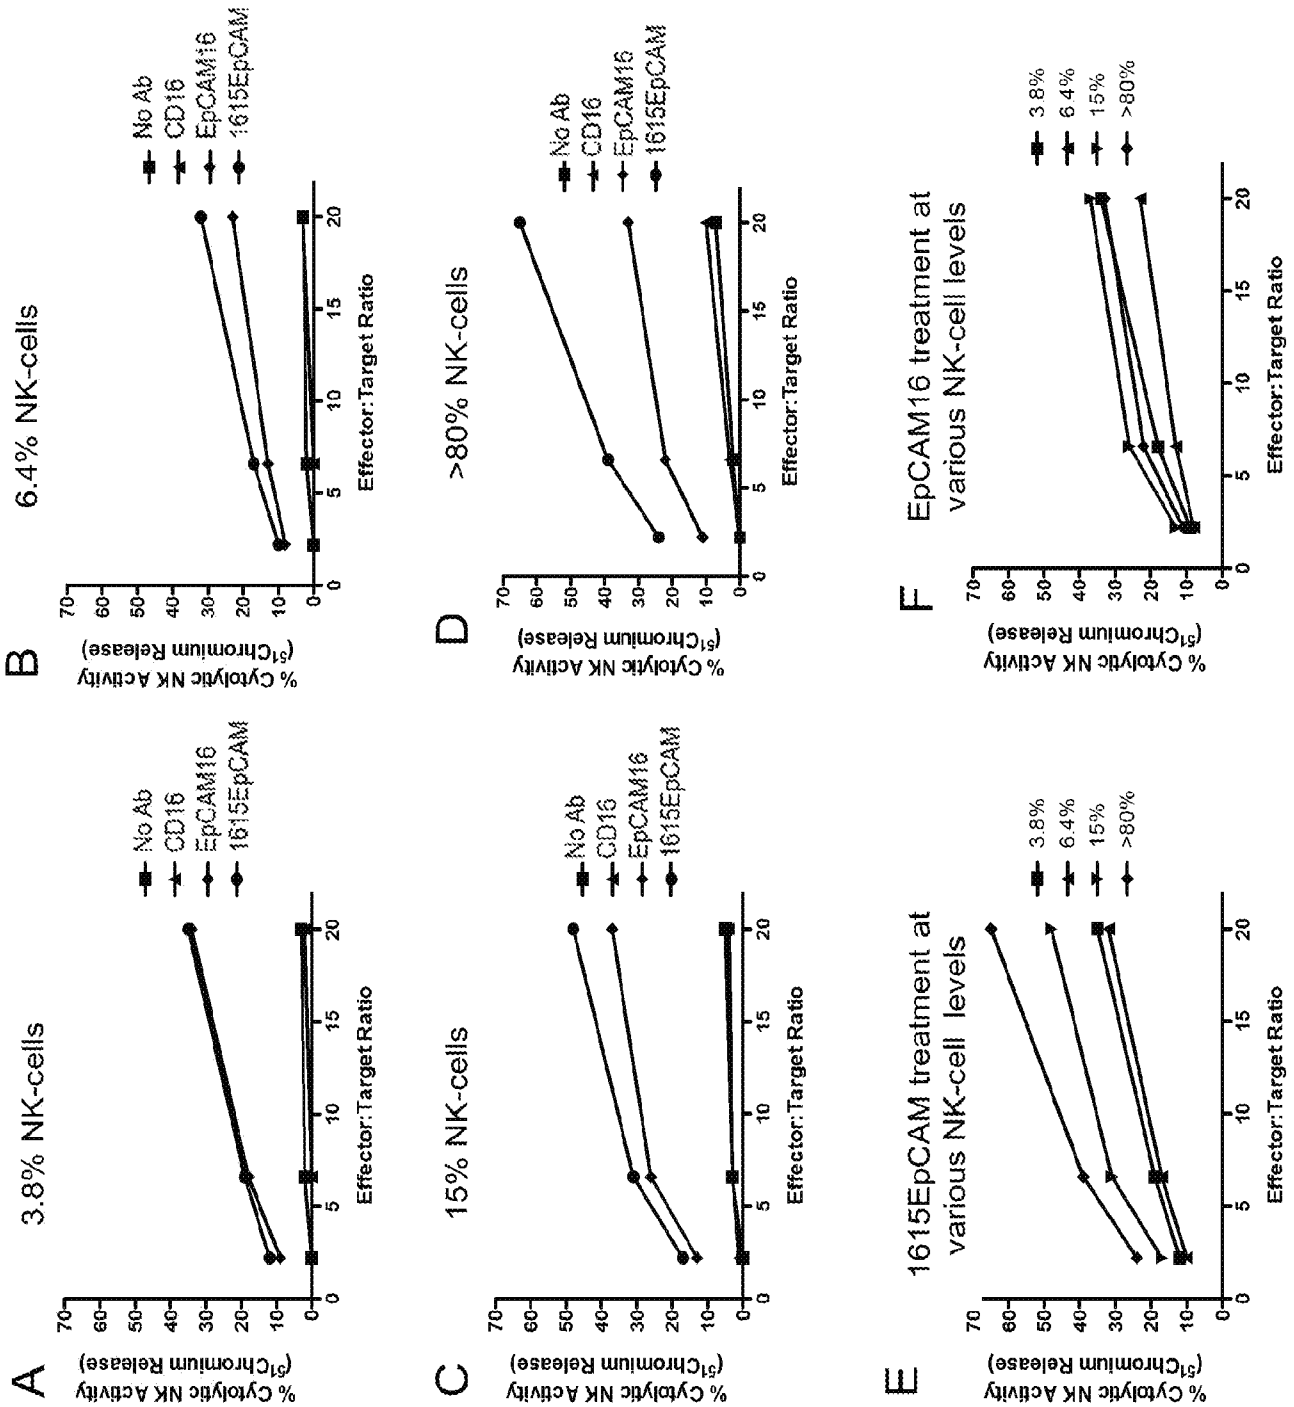 A
3.8% NK-cells
% Cytolytic NK Activity
(⁵¹Chromium Release)
70
60
50
40
30
20
10
0
0
5
10
15
20
Effector:Target Ratio
No Ab
CD16
EpCAM16
1615EpCAM
B
6.4% NK-cells
% Cytolytic NK Activity
(⁵¹Chromium Release)
70
60
50
40
30
20
10
0
0
5
10
15
20
Effector:Target Ratio
No Ab
CD16
EpCAM16
1615EpCAM
C
15% NK-cells
% Cytolytic NK Activity
(⁵¹Chromium Release)
70
60
50
40
30
20
10
0
0
5
10
15
20
Effector:Target Ratio
No Ab
CD16
EpCAM16
1615EpCAM
D
>80% NK-cells
% Cytolytic NK Activity
(⁵¹Chromium Release)
70
60
50
40
30
20
10
0
0
5
10
15
20
Effector:Target Ratio
No Ab
CD16
EpCAM16
1615EpCAM
E
1615EpCAM treatment at
various NK-cell levels
% Cytolytic NK Activity
(⁵¹Chromium Release)
70
60
50
40
30
20
10
0
0
5
10
15
20
Effector:Target Ratio
3.8%
6.4%
15%
>80%
F
EpCAM16 treatment at
various NK-cell levels
% Cytolytic NK Activity
(⁵¹Chromium Release)
70
60
50
40
30
20
10
0
0
5
10
15
20
Effector:Target Ratio
3.8%
6.4%
15%
>80%